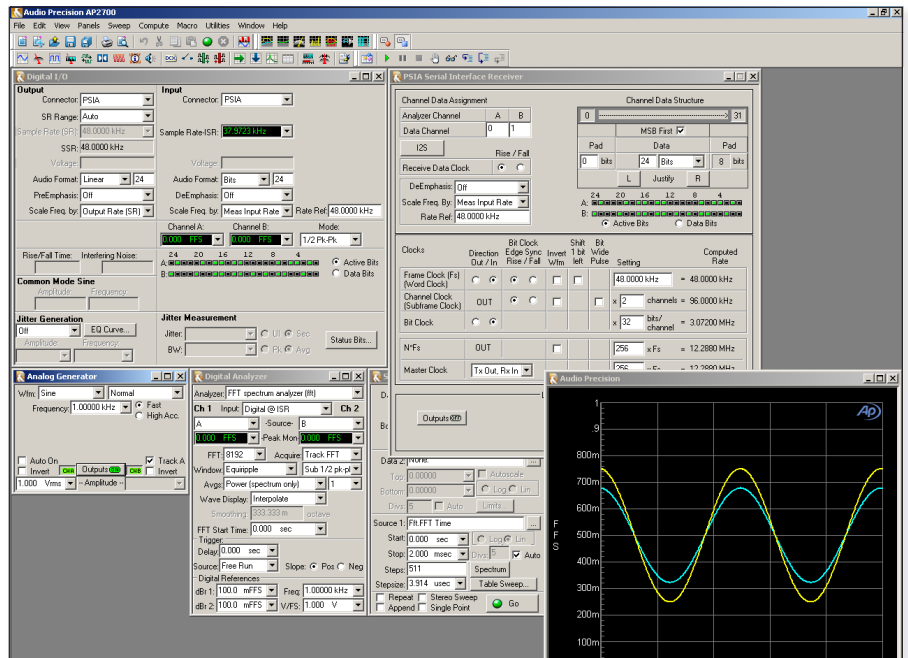 Audio Precision AP2700
File Edit View Panels Sweep Compute Macro Utilities Window Help
Digital I/O
Output
Connector: PSIA
SR Range: Auto
Sample Rate (SR): 48.0000 kHz
SSR: 48.0000 kHz
Voltage:
Audio Format: Linear 24
PreEmphasis: Off
Scale Freq. by: Output Rate (SR)
Input
Connector: PSIA
Sample Rate-ISR: 37.9723 kHz
Voltage:
Audio Format: Bits 24
DeEmphasis: Off
Scale Freq. by: Meas Input Rate Rate Ref: 48.0000 kHz
Channel A: Channel B: Mode:
0.000 FFS 0.000 FFS 1/2 Pk-Pk
24 20 16 12 8 4
A:
B:
Active Bits
Data Bits
Rise/Fall Time: Interfering Noise:
Common Mode Sine
Amplitude: Frequency:
Jitter Generation
Off EQ Curve...
Amplitude: Frequency:
Jitter Measurement
Jitter: UI Sec
BW: Pk Avg
Status Bits...
PSIA Serial Interface Receiver
Channel Data Assignment
Analyzer Channel A B
Data Channel 0 1
I2S
Rise / Fall
Receive Data Clock
DeEmphasis: Off
Scale Freq. By: Meas Input Rate
Rate Ref: 48.0000 kHz
Channel Data Structure
0 31
MSB First
Pad Data Pad
0 bits 24 Bits 8 bits
L Justify R
24 20 16 12 8 4
A:
B:
Active Bits Data Bits
Clocks
Direction Out / In
Bit Clock Edge Sync Rise / Fall
Invert Wfm
Shift 1 bit left
Bit Wide Pulse
Setting
Computed Rate
Frame Clock (Fs) (Word Clock) 48.0000 kHz = 48.0000 kHz
Channel Clock (Subframe Clock) OUT x 2 channels = 96.0000 kHz
Bit Clock x 32 bits/channel = 3.07200 MHz
N*Fs OUT 256 x Fs = 12.2880 MHz
Master Clock Tx Out, Rx In 256 x Fs = 12.2880 MHz
Outputs ON
Analog Generator
Wfm: Sine Normal
Frequency: 1.00000 kHz Fast
High Acc.
Auto On Track A
Invert CHA Outputs ON CHB Invert
1.000 Vrms -- Amplitude --
Digital Analyzer
Analyzer: FFT spectrum analyzer (fft)
Ch 1 Input: Digital @ ISR Ch 2
A -Source- B
0.000 FFS -Peak Mon- 0.000 FFS
FFT: 8192 Acquire: Track FFT
Window: Equiripple Sub 1/2 pk-pk
Avgs: Power (spectrum only) 1
Wave Display: Interpolate
Smoothing: 333.333 m octave
FFT Start Time: 0.000 sec
Trigger
Delay: 0.000 sec
Source: Free Run Slope: Pos Neg
Digital References
dBr 1: 100.0 mFFS Freq: 1.00000 kHz
dBr 2: 100.0 mFFS V/FS: 1.000 V
Data 2: None
Top: 0.00000 Autoscale
Bottom: 0.00000 Log Lin
Divs: 5 Auto Limits...
Source 1: Fft.FFT Time ...
Start: 0.000 sec Log Lin
Stop: 2.000 msec Divs: 5 Auto
Steps: 511 Spectrum
Stepsize: 3.914 usec Table Sweep...
Repeat Stereo Sweep
Append Single Point Go
Audio Precision
AP
1
.9
800m
700m
600m
500m
400m
300m
200m
100m
F
F
S